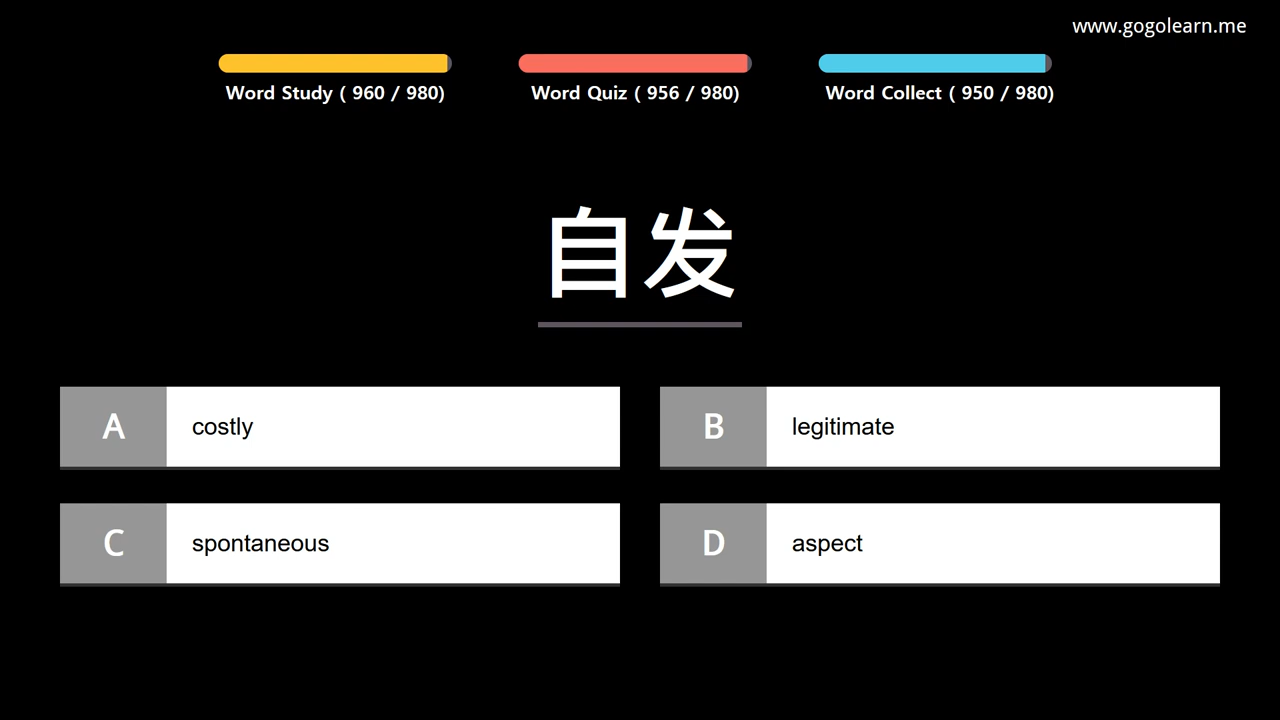 www.gogolearn.me
Word Study ( 960 / 980)
Word Quiz ( 956 / 980)
Word Collect ( 950 / 980)
自发
A costly
B legitimate
C spontaneous
D aspect